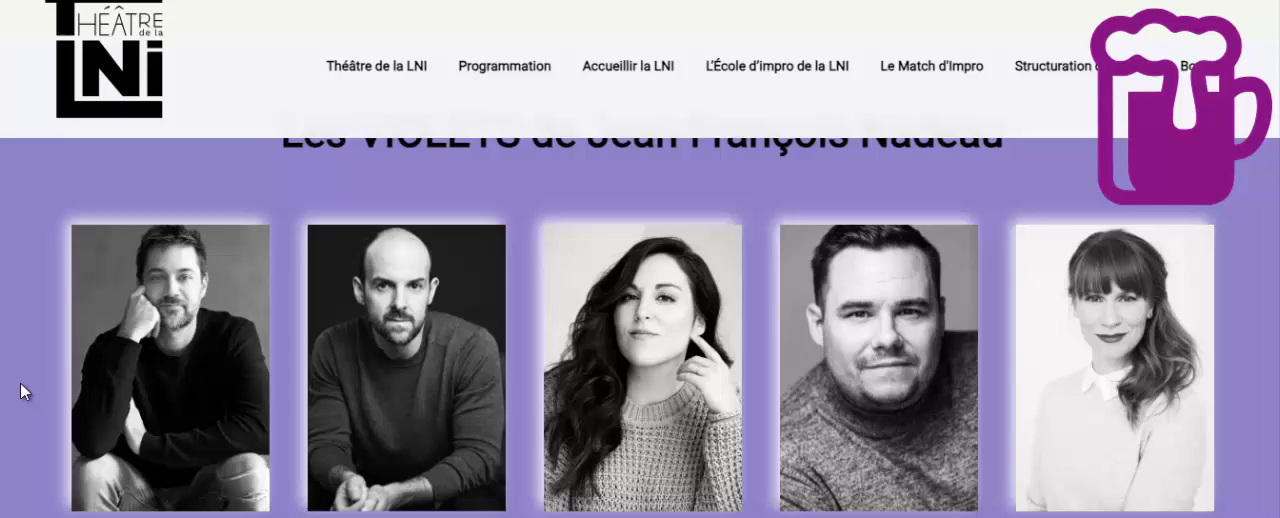 THÉÂTRE
de la
LNi
Théâtre de la LNI Programmation Accueillir la LNI L'École d'impro de la LNI Le Match d'Impro Structuration
Les VIOLETS de Jean-François Nadeau